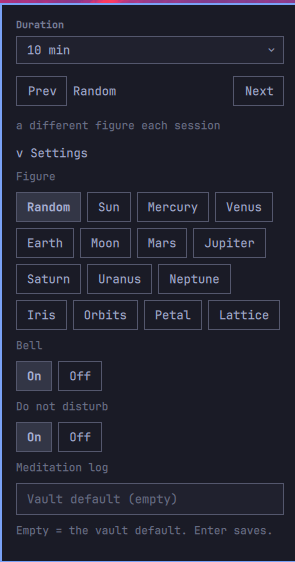 Duration
10 min
Prev Random Next
a different figure each session
v Settings
Figure
Random Sun Mercury Venus
Earth Moon Mars Jupiter
Saturn Uranus Neptune
Iris Orbits Petal Lattice
Bell
On Off
Do not disturb
On Off
Meditation log
Vault default (empty)
Empty = the vault default. Enter saves.